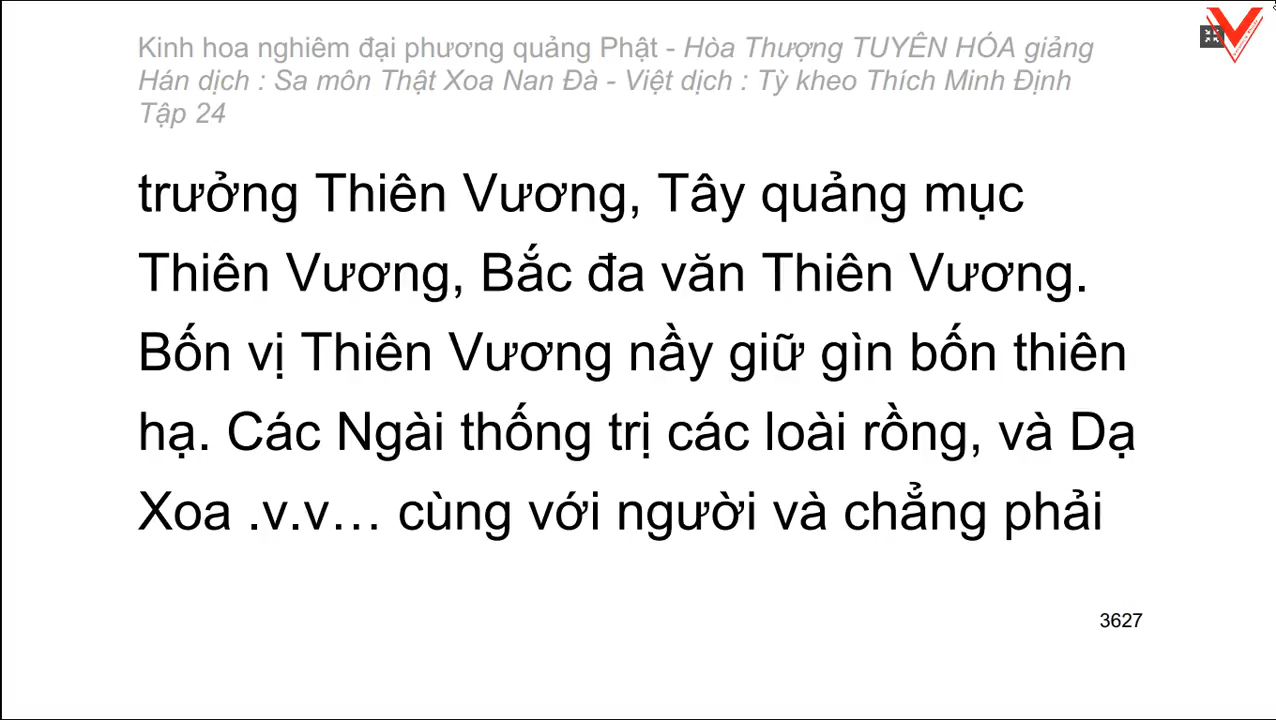 Kinh hoa nghiêm đại phương quảng Phật - Hòa Thượng TUYÊN HÓA giảng
Hán dịch : Sa môn Thật Xoa Nan Đà - Việt dịch : Tỳ kheo Thích Minh Định
Tập 24
trưởng Thiên Vương, Tây quảng mục
Thiên Vương, Bắc đa văn Thiên Vương.
Bốn vị Thiên Vương nầy giữ gìn bốn thiên
hạ. Các Ngài thống trị các loài rồng, và Dạ
Xoa .v.v… cùng với người và chẳng phải
3627